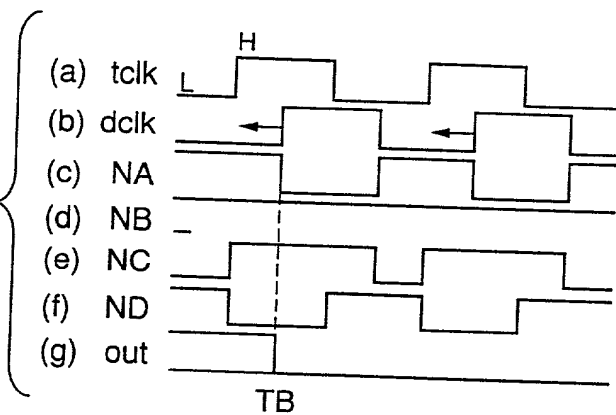 H
(a) tclk L
(b) dclk
(c) NA
(d) NB
(e) NC
(f) ND
(g) out
TB